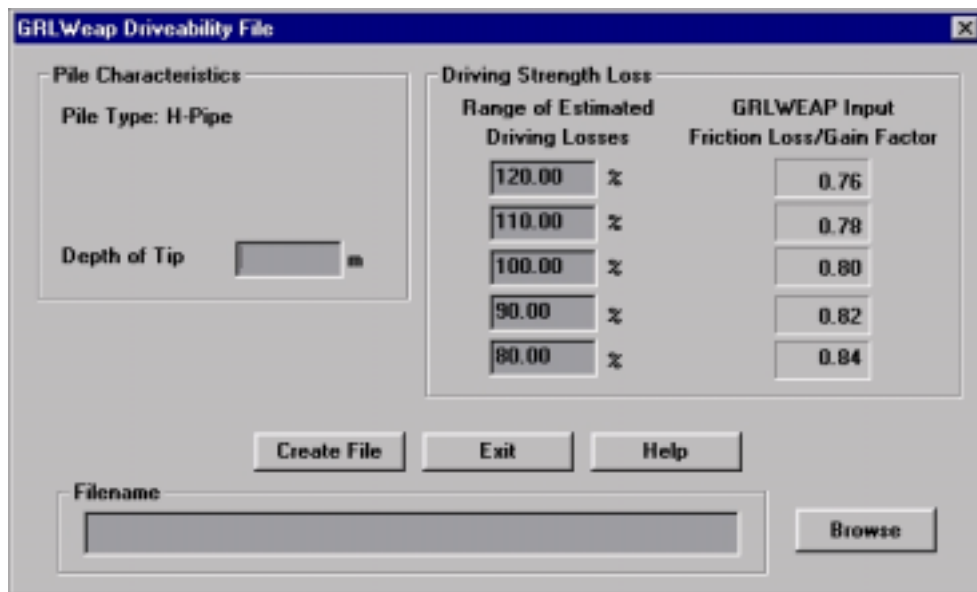 GRLWeap Driveability File
Pile Characteristics
Pile Type: H-Pipe
Depth of Tip m
Driving Strength Loss
Range of Estimated Driving Losses
GRLWEAP Input Friction Loss/Gain Factor
120.00 % 0.76
110.00 % 0.78
100.00 % 0.80
90.00 % 0.82
80.00 % 0.84
Create File Exit Help
Filename
Browse